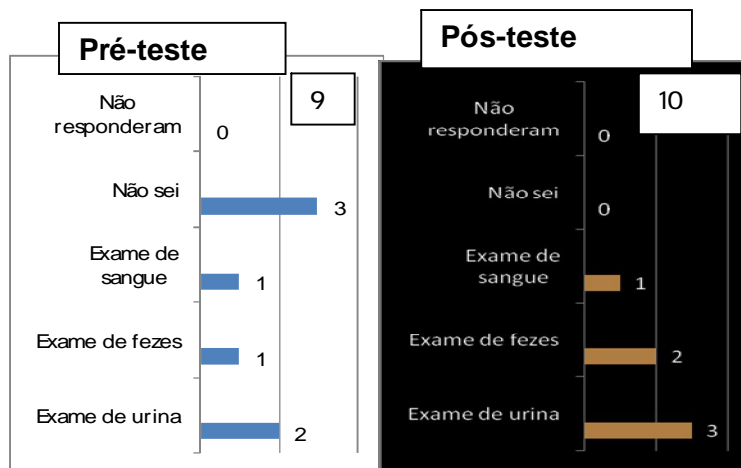 Pré-teste
9
Não
responderam
0
Não sei
3
Exame de
sangue
1
Exame de fezes
1
Exame de urina
2
Pós-teste
10
Não
responderam
0
Não sei
0
Exame de
sangue
1
Exame de fezes
2
Exame de urina
3